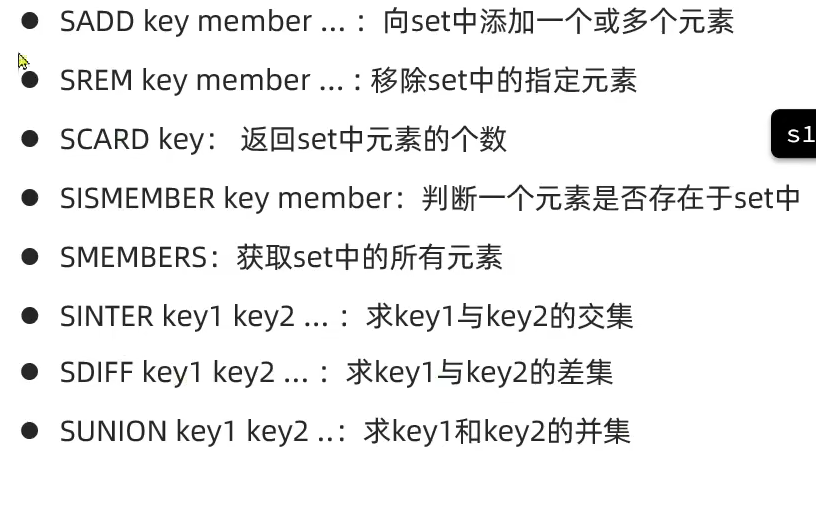 ● SADD key member ... ：向set中添加一个或多个元素
● SREM key member ... : 移除set中的指定元素
● SCARD key： 返回set中元素的个数
s1
● SISMEMBER key member：判断一个元素是否存在于set中
● SMEMBERS：获取set中的所有元素
● SINTER key1 key2 ... ：求key1与key2的交集
● SDIFF key1 key2 ... ：求key1与key2的差集
● SUNION key1 key2 ..：求key1和key2的并集